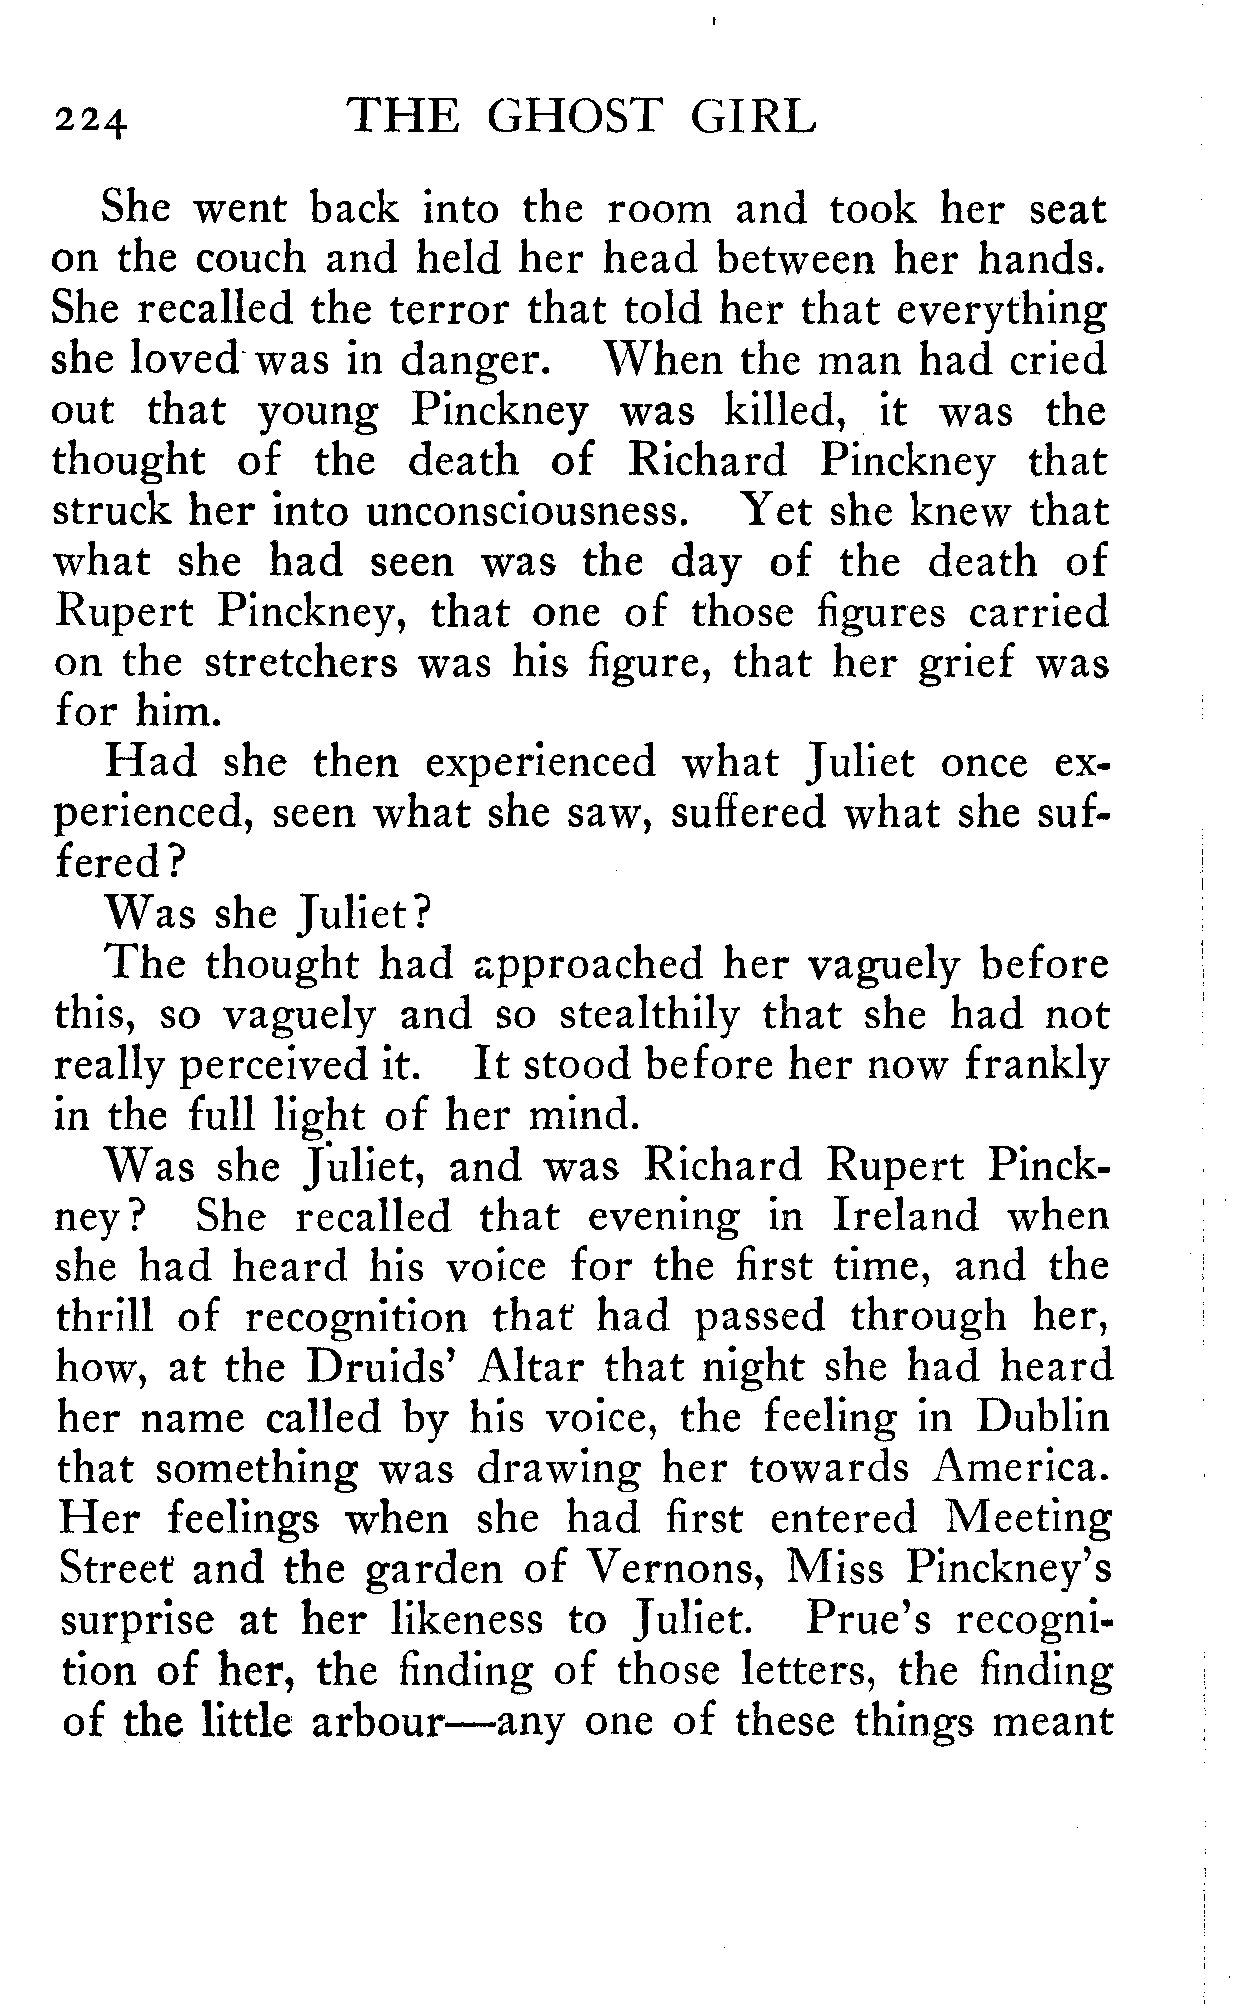 224 THE GHOST GIRL
She went back into the room and took her seat
on the couch and held her head between her hands.
She recalled the terror that told her that everything
she loved was in danger. When the man had cried
out that young Pinckney was killed, it was the
thought of the death of Richard Pinckney that
struck her into unconsciousness. Yet she knew that
what she had seen was the day of the death of
Rupert Pinckney, that one of those figures carried
on the stretchers was his figure, that her grief was
for him.
Had she then experienced what Juliet once ex-
perienced, seen what she saw, suffered what she suf-
fered?
Was she Juliet?
The thought had approached her vaguely before
this, so vaguely and so stealthily that she had not
really perceived it. It stood before her now frankly
in the full light of her mind.
Was she Juliet, and was Richard Rupert Pinck-
ney? She recalled that evening in Ireland when
she had heard his voice for the first time, and the
thrill of recognition that had passed through her,
how, at the Druids' Altar that night she had heard
her name called by his voice, the feeling in Dublin
that something was drawing her towards America.
Her feelings when she had first entered Meeting
Street and the garden of Vernons, Miss Pinckney's
surprise at her likeness to Juliet. Prue's recogni-
tion of her, the finding of those letters, the finding
of the little arbour—any one of these things meant